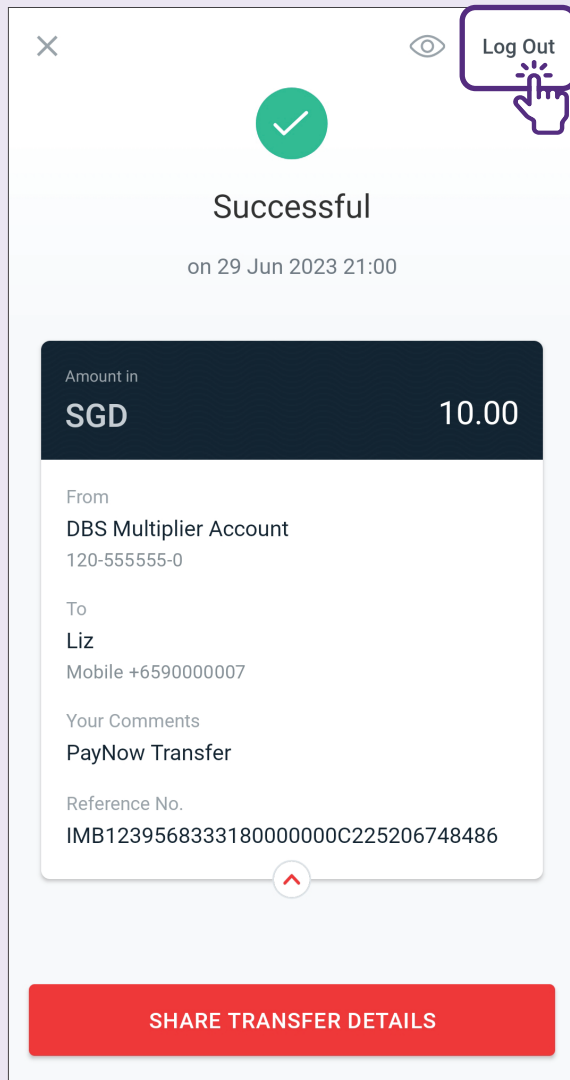 Log Out
Successful
on 29 Jun 2023 21:00
Amount in
SGD 10.00
From
DBS Multiplier Account
120-555555-0
To
Liz
Mobile +6590000007
Your Comments
PayNow Transfer
Reference No.
IMB1239568333180000000C225206748486
SHARE TRANSFER DETAILS